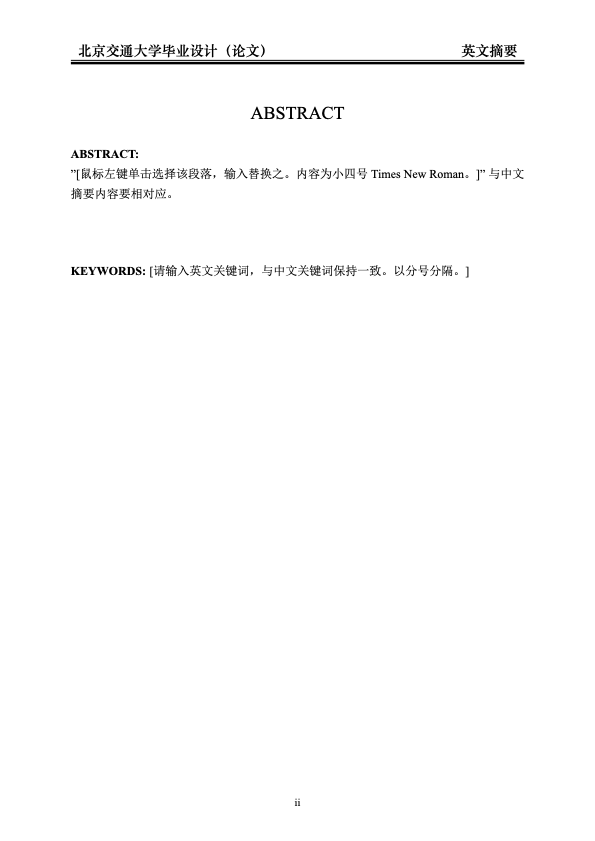 北京交通大学毕业设计（论文） 英文摘要
ABSTRACT
ABSTRACT:
”[鼠标左键单击选择该段落，输入替换之。内容为小四号 Times New Roman。]” 与中文
摘要内容要相对应。
KEYWORDS: [请输入英文关键词，与中文关键词保持一致。以分号分隔。]
ii